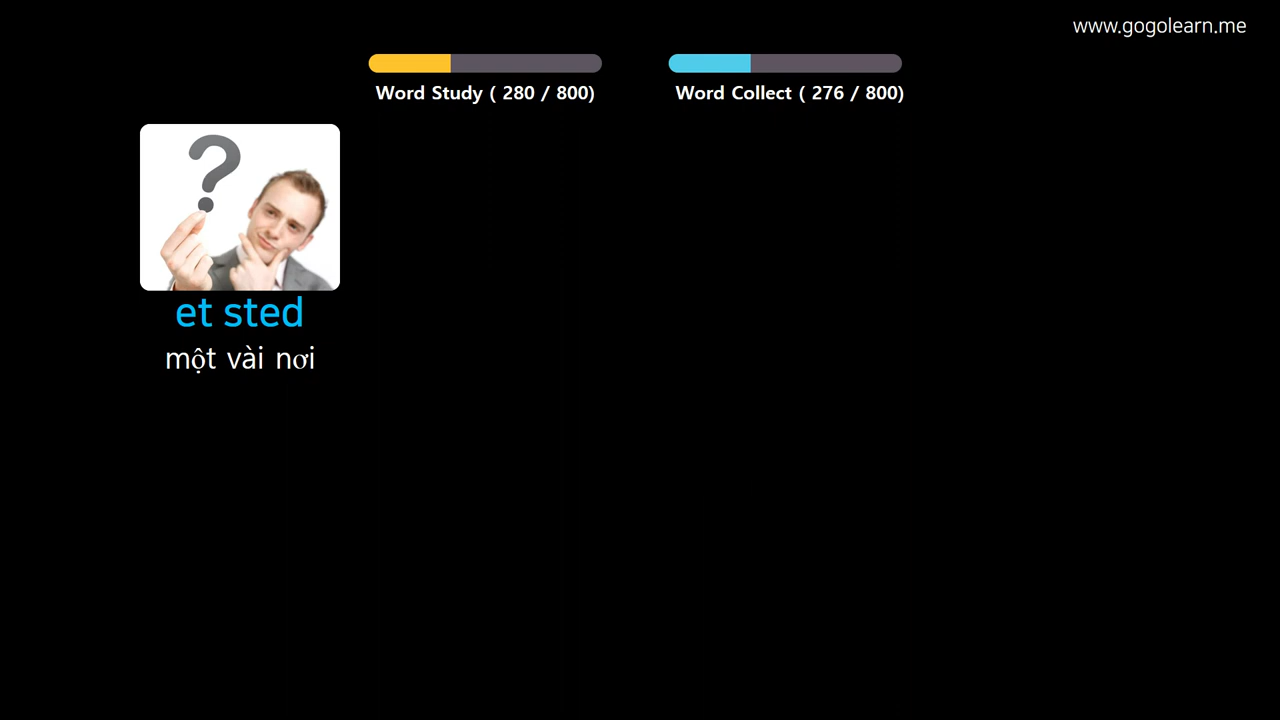 www.gogolearn.me
Word Study ( 280 / 800)
Word Collect ( 276 / 800)
?
et sted
một vài nơi